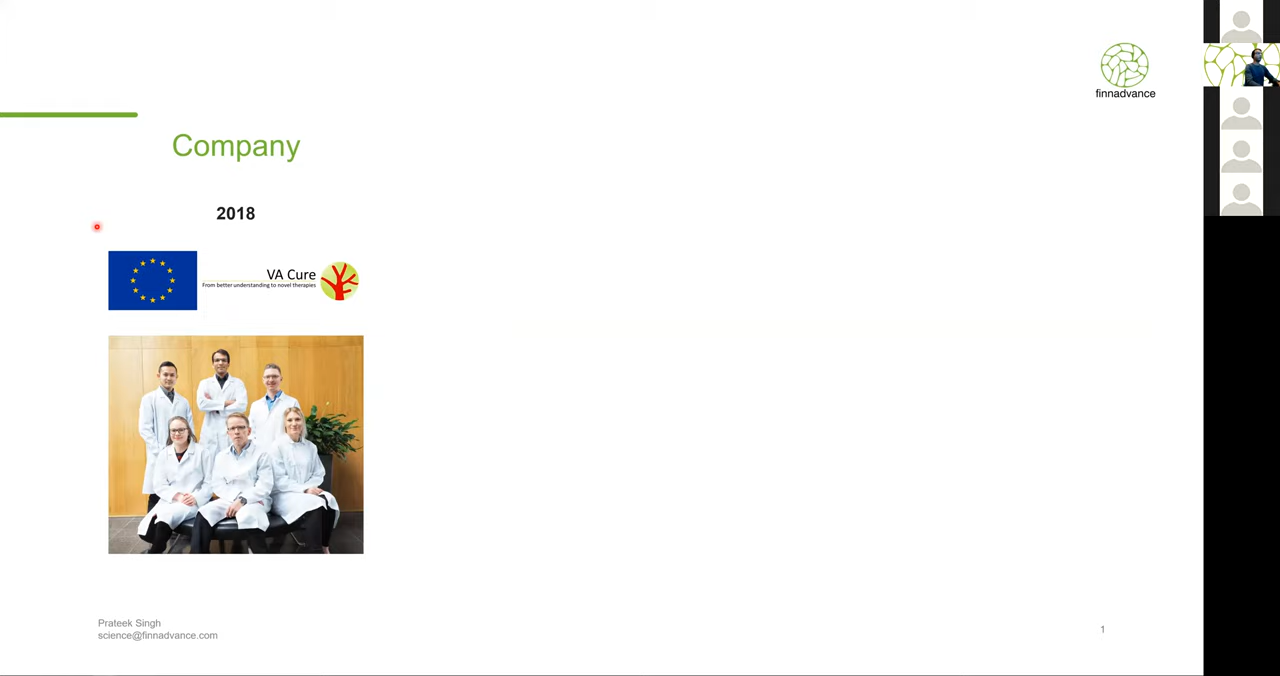 finnadvance
Company
2018
VA Cure
From better understanding to novel therapies
Prateek Singh
science@finnadvance.com
1